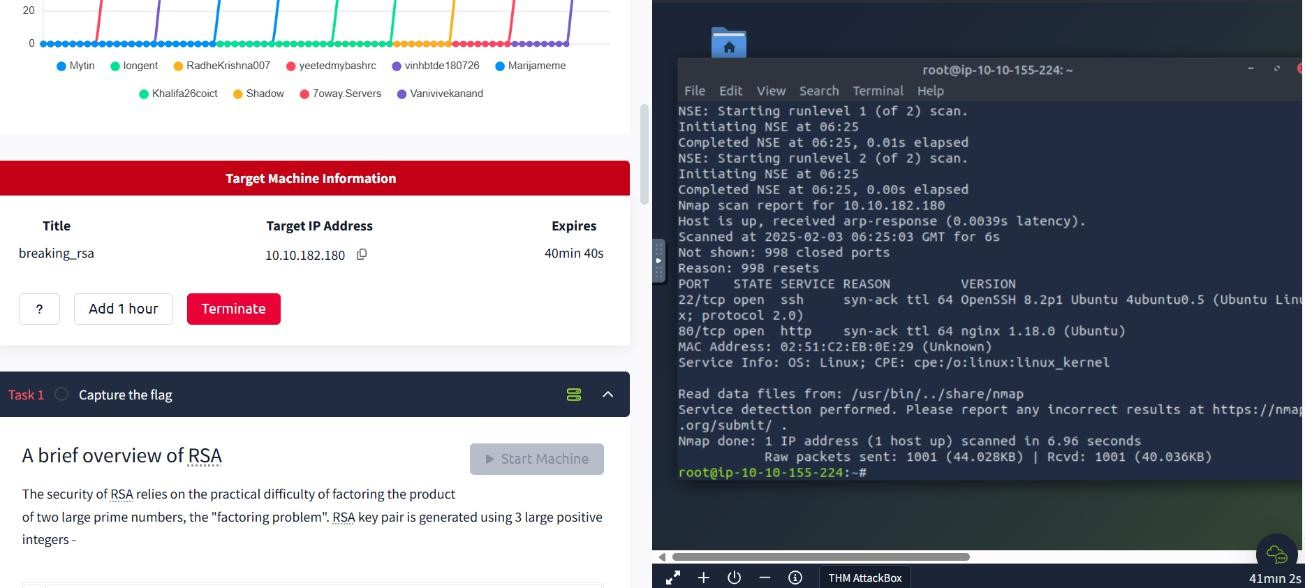 20
0
Mytin longent RadheKrishna007 yeetedmybashrc vinhbtde180726 Marijameme
Khalifa26coict Shadow 7oway.Servers Vanivivekanand
Target Machine Information
Title Target IP Address Expires
breaking_rsa 10.10.182.180 40min 40s
? Add 1 hour Terminate
Task 1 Capture the flag
A brief overview of RSA
Start Machine
The security of RSA relies on the practical difficulty of factoring the product
of two large prime numbers, the "factoring problem". RSA key pair is generated using 3 large positive
integers -
root@ip-10-10-155-224: ~
File Edit View Search Terminal Help
NSE: Starting runlevel 1 (of 2) scan.
Initiating NSE at 06:25
Completed NSE at 06:25, 0.01s elapsed
NSE: Starting runlevel 2 (of 2) scan.
Initiating NSE at 06:25
Completed NSE at 06:25, 0.00s elapsed
Nmap scan report for 10.10.182.180
Host is up, received arp-response (0.0039s latency).
Scanned at 2025-02-03 06:25:03 GMT for 6s
Not shown: 998 closed ports
Reason: 998 resets
PORT STATE SERVICE REASON VERSION
22/tcp open ssh syn-ack ttl 64 OpenSSH 8.2p1 Ubuntu 4ubuntu0.5 (Ubuntu Linu
x; protocol 2.0)
80/tcp open http syn-ack ttl 64 nginx 1.18.0 (Ubuntu)
MAC Address: 02:51:C2:EB:0E:29 (Unknown)
Service Info: OS: Linux; CPE: cpe:/o:linux:linux_kernel
Read data files from: /usr/bin/../share/nmap
Service detection performed. Please report any incorrect results at https://nmap
.org/submit/ .
Nmap done: 1 IP address (1 host up) scanned in 6.96 seconds
Raw packets sent: 1001 (44.028KB) | Rcvd: 1001 (40.036KB)
root@ip-10-10-155-224:~#
THM AttackBox
41min 2s